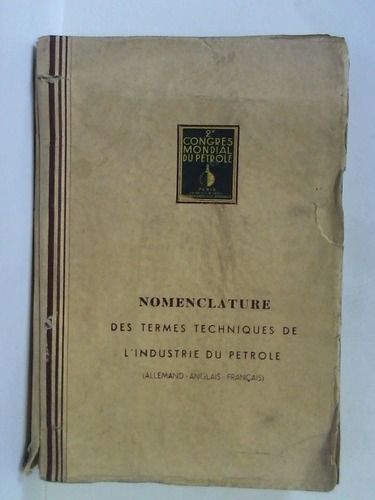 2e
CONGRES
MONDIAL
DU PETROLE
PARIS
NOMENCLATURE
DES TERMES TECHNIQUES DE
L'INDUSTRIE DU PETROLE
(ALLEMAND - ANGLAIS - FRANÇAIS)